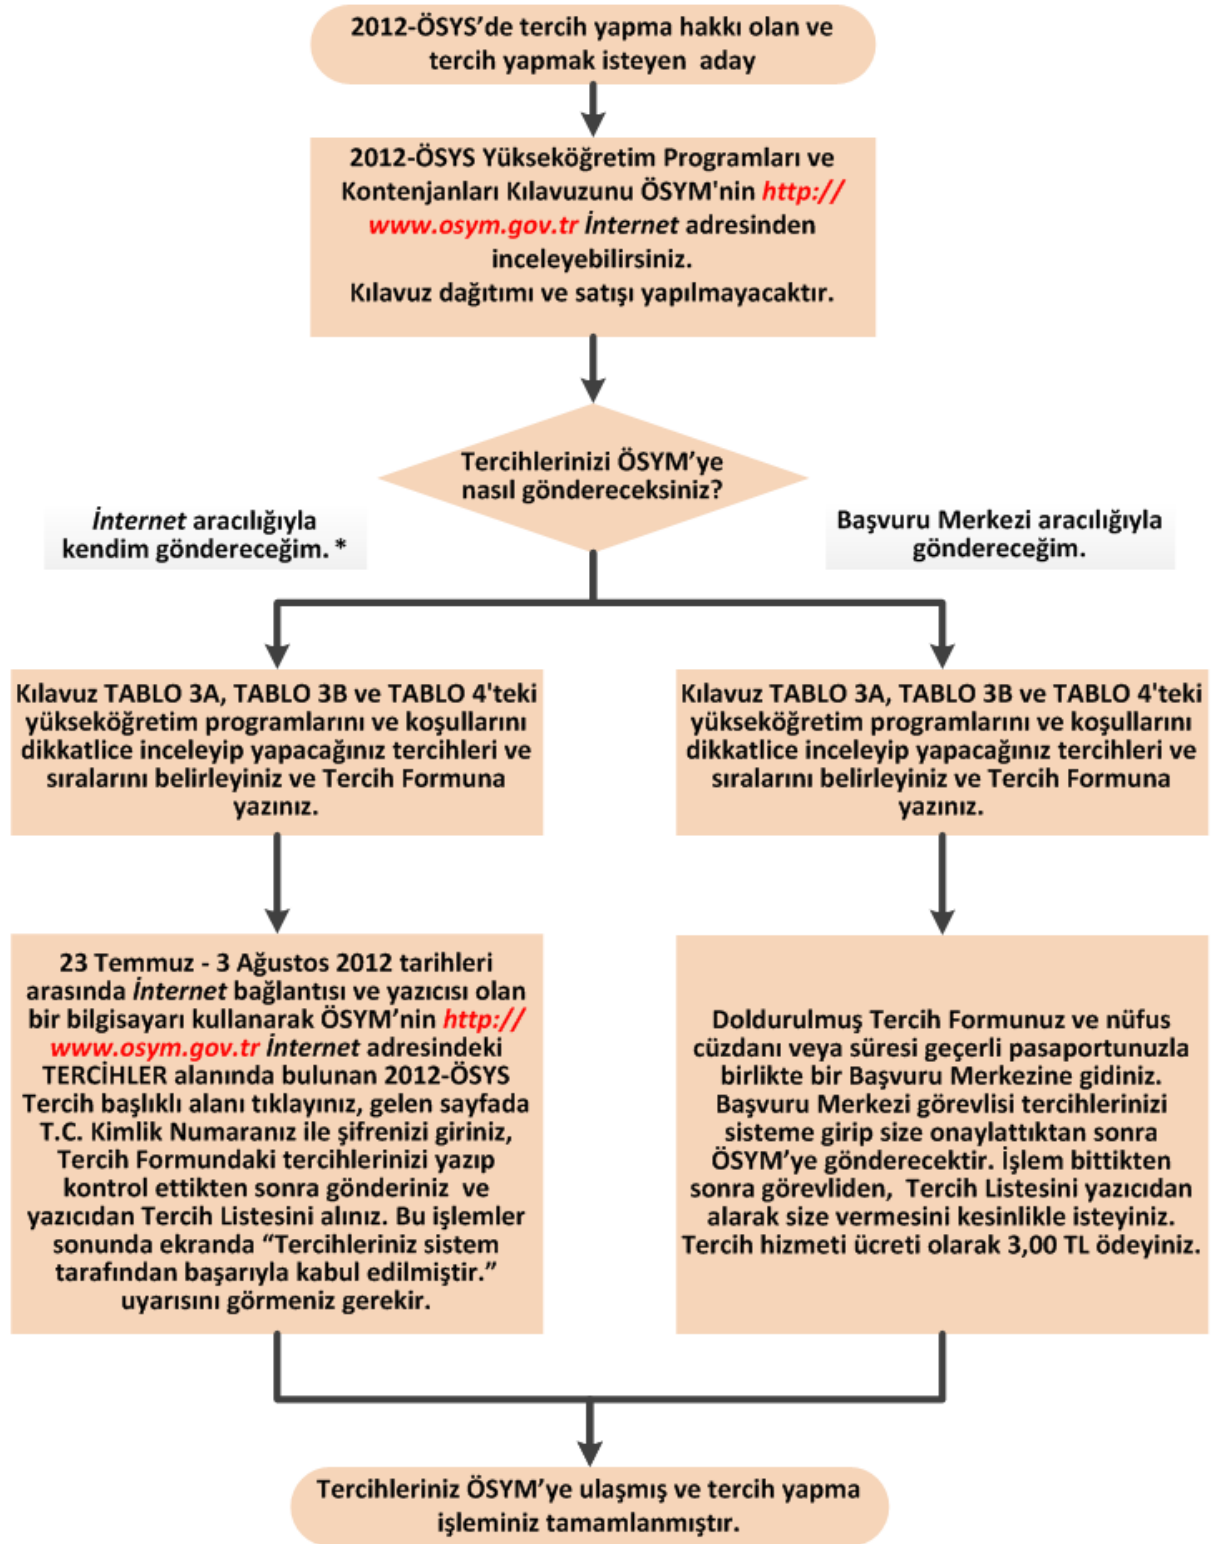 2012-ÖSYS’de tercih yapma hakkı olan ve
tercih yapmak isteyen aday
2012-ÖSYS Yükseköğretim Programları ve
Kontenjanları Kılavuzunu ÖSYM'nin http://
www.osym.gov.tr İnternet adresinden
inceleyebilirsiniz.
Kılavuz dağıtımı ve satışı yapılmayacaktır.
Tercihlerinizi ÖSYM’ye
nasıl göndereceksiniz?
İnternet aracılığıyla
kendim göndereceğim. *
Başvuru Merkezi aracılığıyla
göndereceğim.
Kılavuz TABLO 3A, TABLO 3B ve TABLO 4'teki
yükseköğretim programlarını ve koşullarını
dikkatlice inceleyip yapacağınız tercihleri ve
sıralarını belirleyiniz ve Tercih Formuna
yazınız.
Kılavuz TABLO 3A, TABLO 3B ve TABLO 4'teki
yükseköğretim programlarını ve koşullarını
dikkatlice inceleyip yapacağınız tercihleri ve
sıralarını belirleyiniz ve Tercih Formuna
yazınız.
23 Temmuz - 3 Ağustos 2012 tarihleri
arasında İnternet bağlantısı ve yazıcısı olan
bir bilgisayarı kullanarak ÖSYM’nin http://
www.osym.gov.tr İnternet adresindeki
TERCİHLER alanında bulunan 2012-ÖSYS
Tercih başlıklı alanı tıklayınız, gelen sayfada
T.C. Kimlik Numaranız ile şifrenizi giriniz,
Tercih Formundaki tercihlerinizi yazıp
kontrol ettikten sonra gönderiniz ve
yazıcıdan Tercih Listesini alınız. Bu işlemler
sonunda ekranda “Tercihleriniz sistem
tarafından başarıyla kabul edilmiştir.”
uyarısını görmeniz gerekir.
Doldurulmuş Tercih Formunuz ve nüfus
cüzdanı veya süresi geçerli pasaportunuzla
birlikte bir Başvuru Merkezine gidiniz.
Başvuru Merkezi görevlisi tercihlerinizi
sisteme girip size onaylattıktan sonra
ÖSYM’ye gönderecektir. İşlem bittikten
sonra görevliden, Tercih Listesini yazıcıdan
alarak size vermesini kesinlikle isteyiniz.
Tercih hizmeti ücreti olarak 3,00 TL ödeyiniz.
Tercihleriniz ÖSYM’ye ulaşmış ve tercih yapma
işleminiz tamamlanmıştır.